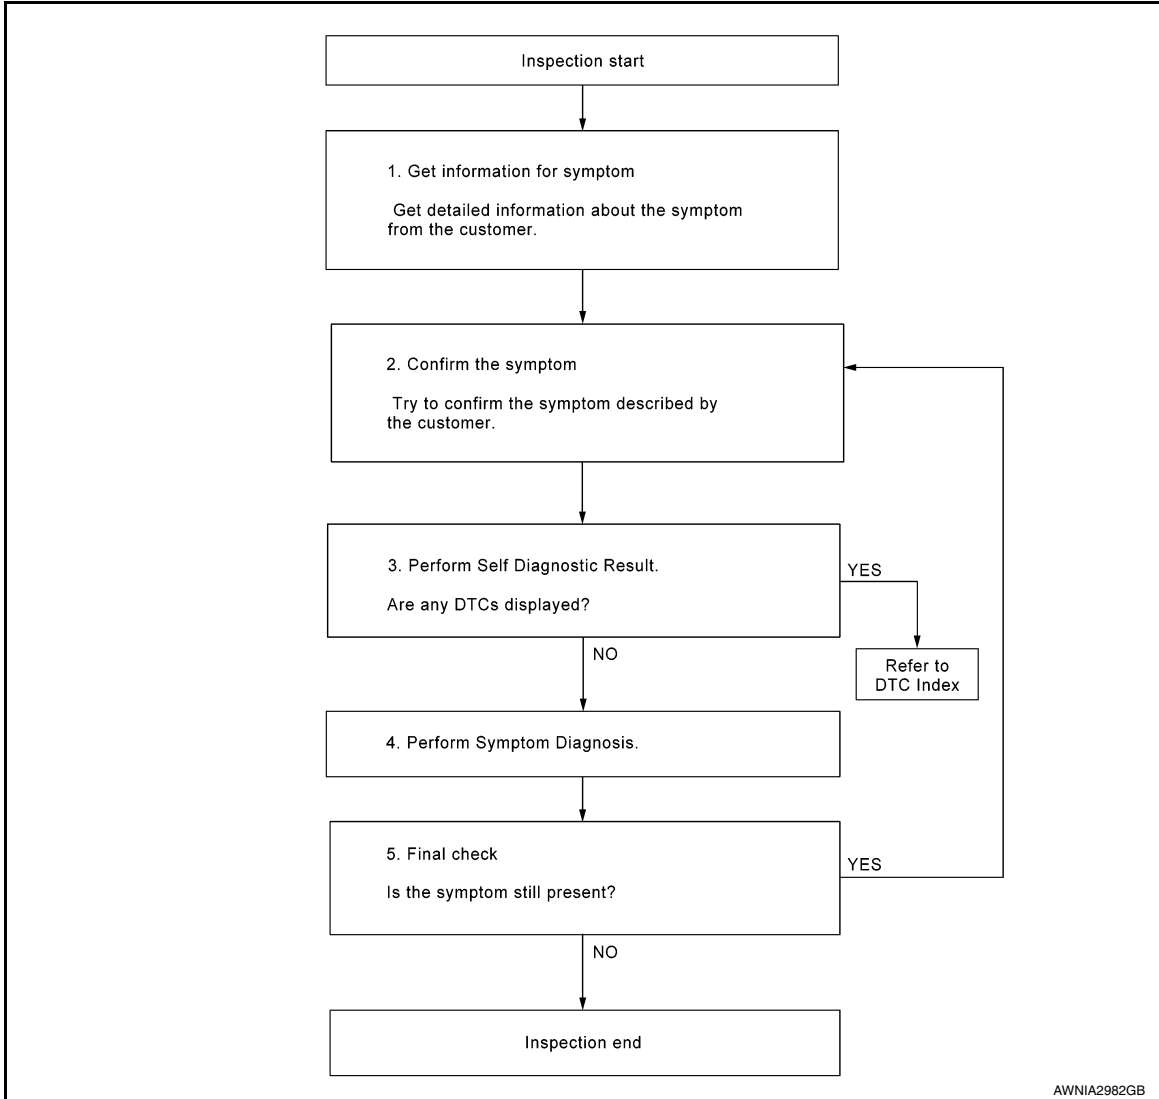 Inspection start
1. Get information for symptom
Get detailed information about the symptom
from the customer.
2. Confirm the symptom
Try to confirm the symptom described by
the customer.
3. Perform Self Diagnostic Result.
Are any DTCs displayed?
YES
NO
Refer to
DTC Index
4. Perform Symptom Diagnosis.
5. Final check
Is the symptom still present?
YES
NO
Inspection end
AWNIA2982GB